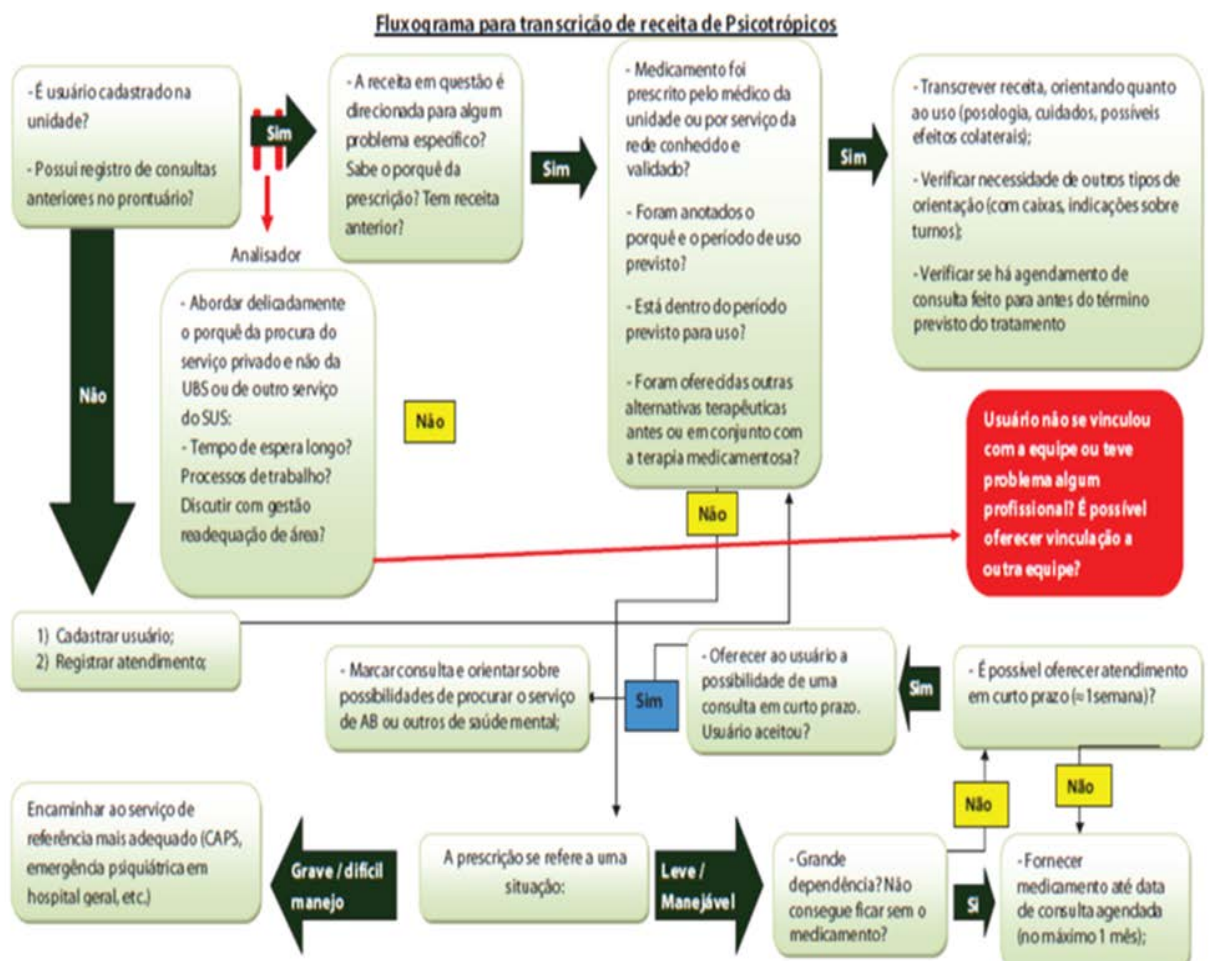 Fluxograma para transcrição de receita de Psicotrópicos
- É usuário cadastrado na
unidade?
- Possui registro de consultas
anteriores no prontuário?
Sim
- A receita em questão é
direcionada para algum
problema específico?
Sabe o porquê da
prescrição? Tem receita
anterior?
Sim
- Medicamento foi
prescrito pelo médico da
unidade ou por serviço da
rede conhecido e
validado?
- Foram anotados o
porquê e o período de uso
previsto?
- Está dentro do período
previsto para uso?
- Foram oferecidas outras
alternativas terapêuticas
antes ou em conjunto com
a terapia medicamentosa?
Sim
- Transcrever receita, orientando quanto
ao uso (posologia, cuidados, possíveis
efeitos colaterais);
- Verificar necessidade de outros tipos de
orientação (com caixas, indicações sobre
turnos);
- Verificar se há agendamento de
consulta feito para antes do término
previsto do tratamento
Analisador
- Abordar delicadamente
o porquê da procura do
serviço privado e não da
UBS ou de outro serviço
do SUS:
- Tempo de espera longo?
Processos de trabalho?
Discutir com gestão
readequação de área?
Não
Não
Não
Usuário não se vinculou
com a equipe ou teve
problema algum
profissional? É possível
oferecer vinculação a
outra equipe?
1) Cadastrar usuário;
2) Registrar atendimento;
- Marcar consulta e orientar sobre
possibilidades de procurar o serviço
de AB ou outros de saúde mental;
Sim
- Oferecer ao usuário a
possibilidade de uma
consulta em curto prazo.
Usuário aceitou?
Sim
- É possível oferecer atendimento
em curto prazo (=1semana)?
Não
Não
Encaminhar ao serviço de
referência mais adequado (CAPS,
emergência psiquiátrica em
hospital geral, etc.)
Grave / difícil
manejo
A prescrição se refere a uma
situação:
Leve /
Manejável
- Grande
dependência? Não
consegue ficar sem o
medicamento?
Si
- Fornecer
medicamento até data
de consulta agendada
(no máximo 1 mês);